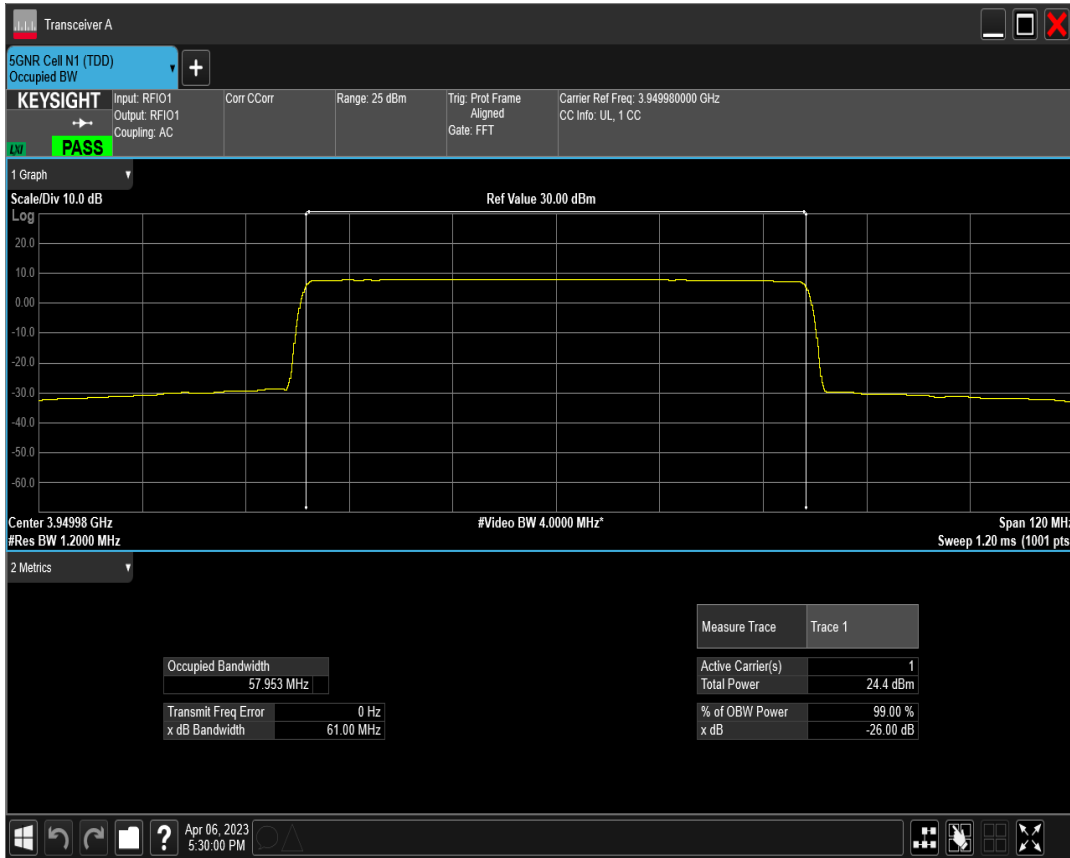 Transceiver A
5GNR Cell N1 (TDD)
Occupied BW
KEYSIGHT
Input: RFIO1
Output: RFIO1
Coupling: AC
Corr CCorr
Range: 25 dBm
Trig: Prot Frame
Aligned
Gate: FFT
Carrier Ref Freq: 3.949980000 GHz
CC Info: UL, 1 CC
LXI
PASS
1 Graph
Scale/Div 10.0 dB
Ref Value 30.00 dBm
Log
20.0
10.0
0.00
-10.0
-20.0
-30.0
-40.0
-50.0
-60.0
Center 3.94998 GHz
#Video BW 4.0000 MHz*
Span 120 MHz
#Res BW 1.2000 MHz
Sweep 1.20 ms (1001 pts
2 Metrics
Measure Trace Trace 1
Occupied Bandwidth
57.953 MHz
Active Carrier(s) 1
Total Power 24.4 dBm
Transmit Freq Error 0 Hz
x dB Bandwidth 61.00 MHz
% of OBW Power 99.00 %
x dB -26.00 dB
?
Apr 06, 2023
5:30:00 PM